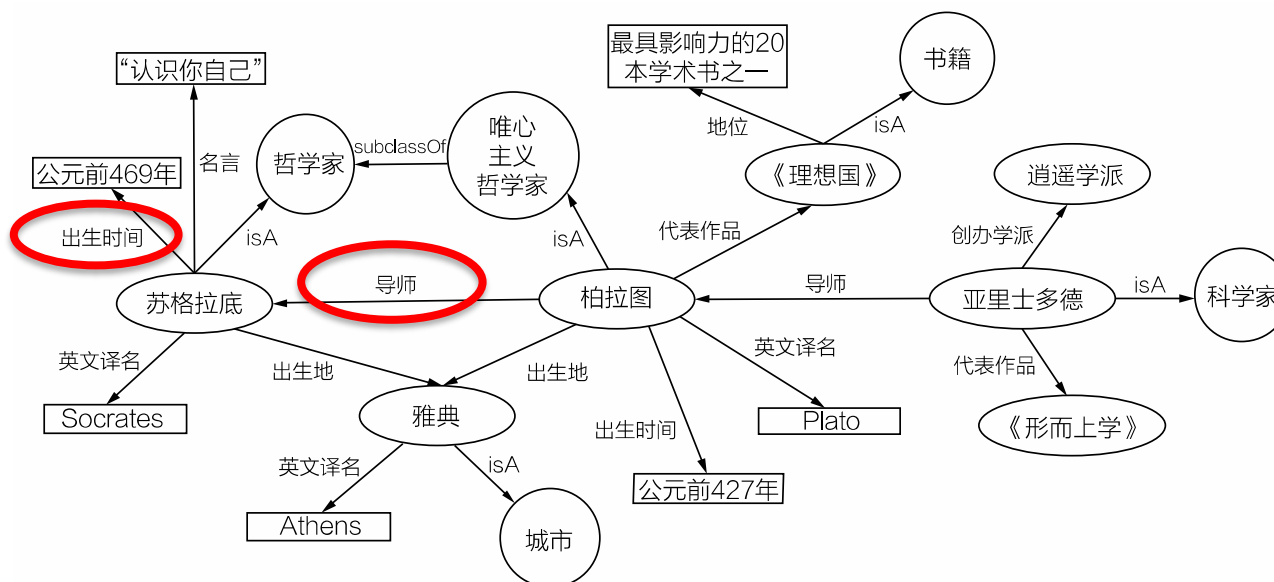 最具影响力的20
本学术书之一
书籍
“认识你自己”
地位
isA
唯心
主义
哲学家
subclassOf
哲学家
名言
公元前469年
《理想国》
逍遥学派
出生时间
isA
isA
代表作品
创办学派
导师
导师
苏格拉底
柏拉图
亚里士多德
isA
科学家
英文译名
出生地
出生地
英文译名
代表作品
Socrates
雅典
Plato
出生时间
《形而上学》
英文译名
isA
公元前427年
Athens
城市